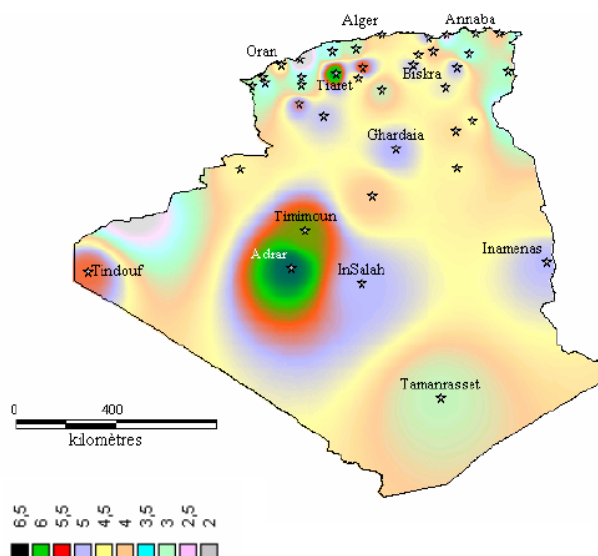 Alger
Annaba
Oran
Tiaret
Biskra
Ghardaia
Timimoun
Adrar
Inamenas
Tindouf
InSalah
Tamanrasset
0 400
kilomètres
6,5 6 5,5 5 4,5 4 3,5 3 2,5 2